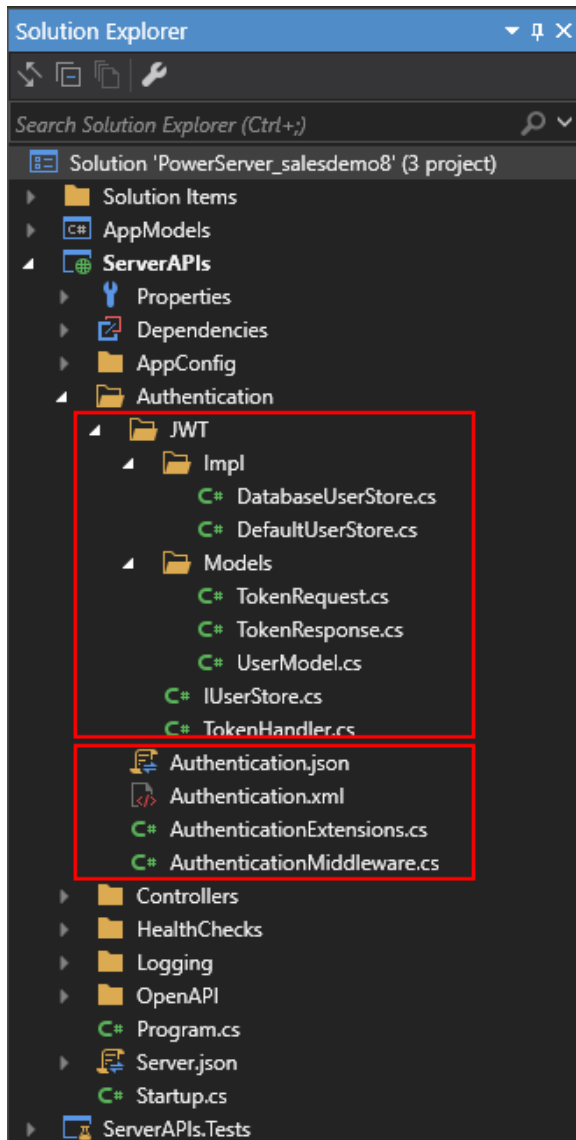 Solution Explorer
Search Solution Explorer (Ctrl+;)
Solution 'PowerServer_salesdemo8' (3 project)
Solution Items
C# AppModels
ServerAPIs
Properties
Dependencies
AppConfig
Authentication
JWT
Impl
C# DatabaseUserStore.cs
C# DefaultUserStore.cs
Models
C# TokenRequest.cs
C# TokenResponse.cs
C# UserModel.cs
C# IUserStore.cs
C# TokenHandler.cs
Authentication.json
Authentication.xml
C# AuthenticationExtensions.cs
C# AuthenticationMiddleware.cs
Controllers
HealthChecks
Logging
OpenAPI
C# Program.cs
Server.json
C# Startup.cs
ServerAPIs.Tests